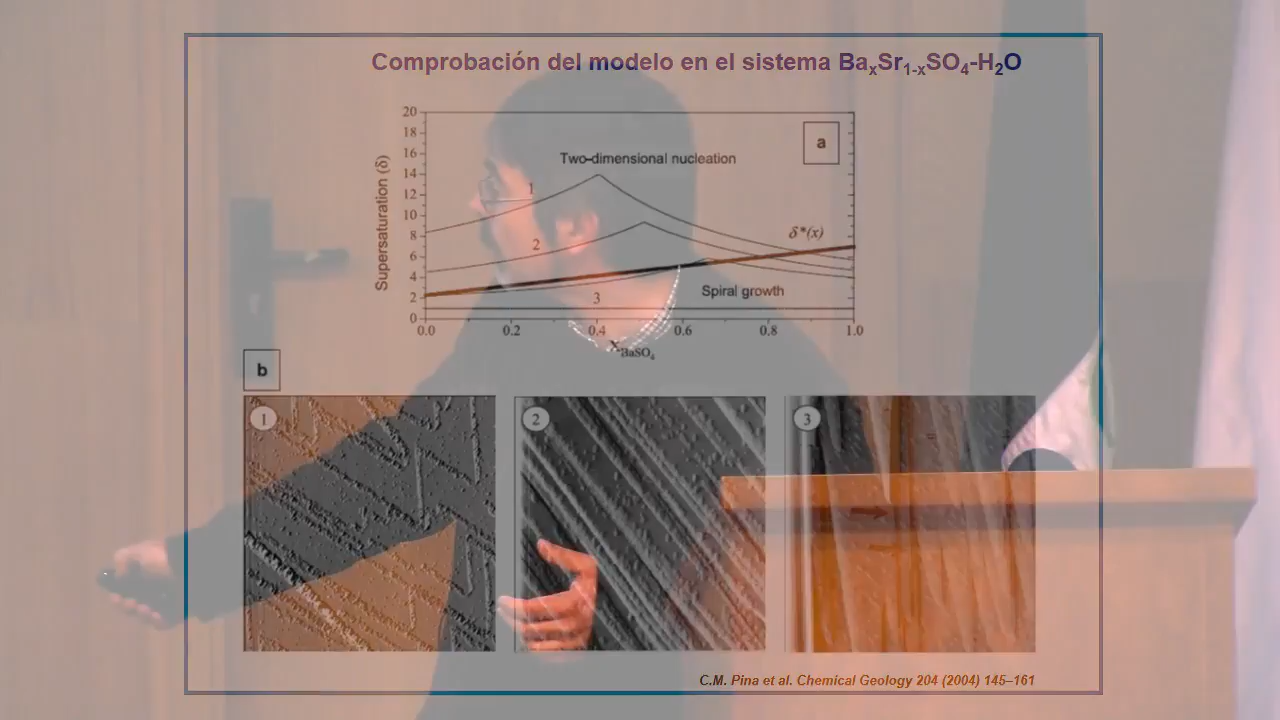 Comprobación del modelo en el sistema BaxSr1-xSO4-H2O
a
Two-dimensional nucleation
Supersaturation (δ)
20
18
16
14
12
10
8
6
4
2
0
1
2
3
δ*(x)
Spiral growth
0.0 0.2 0.4 0.6 0.8 1.0
XBaSO4
b
1 2 3
C.M. Pina et al. Chemical Geology 204 (2004) 145–161